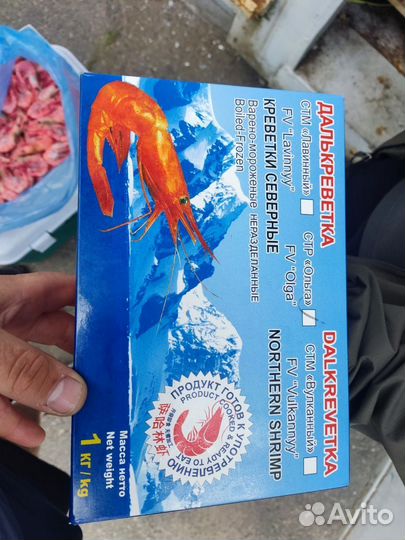 ДАЛЬКРЕВЕТКА DALKREVETKA
СТМ «Лавинный» СТР «Ольга» СТМ «Вулканный»
FV "Lavinnyy" FV "Olga" FV "Vulkannyy"
КРЕВЕТКИ СЕВЕРНЫЕ NORTHERN SHRIMP
Варено-мороженые неразделанные
Boiled-Frozen
ПРОДУКТ ГОТОВ К УПОТРЕБЛЕНИЮ
PRODUCT COOKED & READY TO EAT
Масса нетто
Net weight
1 кг / kg
Avito